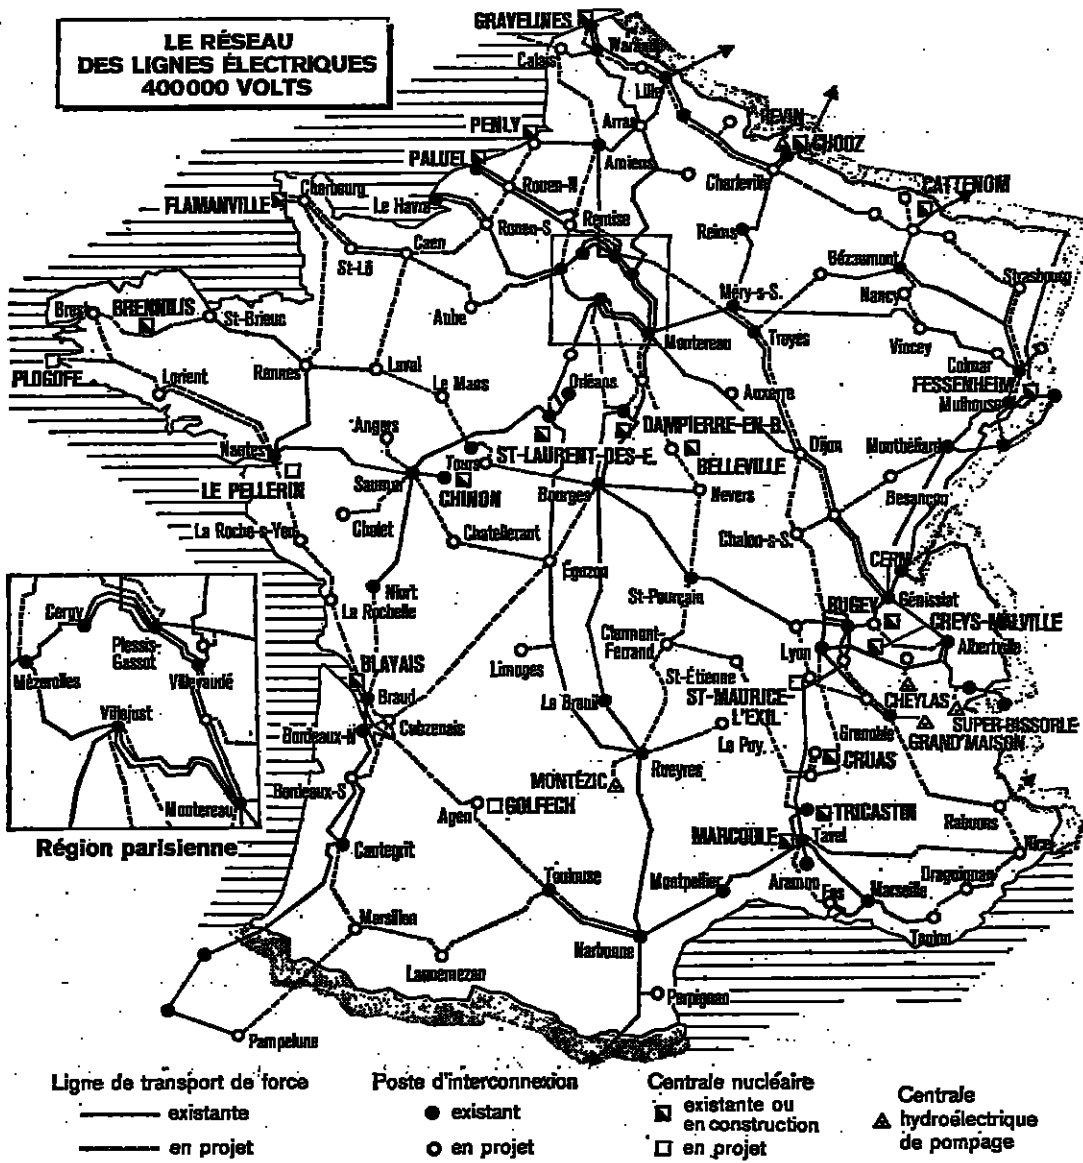 LE RÉSEAU
DES LIGNES ÉLECTRIQUES
400000 VOLTS
GRAVELINES
Calais
Lille
REVIN
CHOOZ
Arras
PENLY
Amiens
PALUEL
Rouen-N
Charleville
CATTENOM
Cherbourg
FLAMANVILLE
Le Havre
Rouen-S
Remise
Reims
Caen
St-Lô
Bézaumont
Strasbourg
Brest
BRENNILIS
St-Brieuc
Aube
Méry-s-S.
Nancy
Montereau
Troyes
Vincey
Colmar
PLOGOFF
Lorient
Rennes
Laval
Le Mans
Orléans
Auxerre
FESSENHEIM
Mulhouse
Angers
DAMPIERRE-EN-B.
Nantes
Tours
ST-LAURENT-DES-E.
BELLEVILLE
Dijon
Montbéliard
LE PELLERIN
Saumur
CHINON
Bourges
Nevers
Besançon
Cholet
La Roche-s-Yon
Chatellerant
Chalon-s-S.
Eguzon
CERN
Niort
Génissiat
St-Pourçain
La Rochelle
BUGEY
CREYS-MALVILLE
Cergy
Plessis-
Gassot
Clermont-
Ferrand
Lyon
Albertville
Mézerolles
Villevaudé
Limoges
St-Étienne
BLAYAIS
Braud
Le Breuil
ST-MAURICE-
L'EXIL
CHEYLAS
SUPER-BISSORLE
Villejust
Bordeaux-N
Cubzenais
Grenoble
GRAND'MAISON
Le Puy
Rueyres
CRUAS
Bordeaux-S
MONTÉZIC
Montereau
Agen
GOLFECH
TRICASTIN
Rabuons
Région parisienne
Cantegrit
MARCOULE
Tavel
Nice
Toulouse
Montpellier
Aramon
Draguignan
Fos
Marseille
Marsillon
Toulon
Narbonne
Lannemezan
Perpignan
Pampelune
Ligne de transport de force
existante
en projet
Poste d'interconnexion
existant
en projet
Centrale nucléaire
existante ou
en construction
en projet
Centrale
hydroélectrique
de pompage